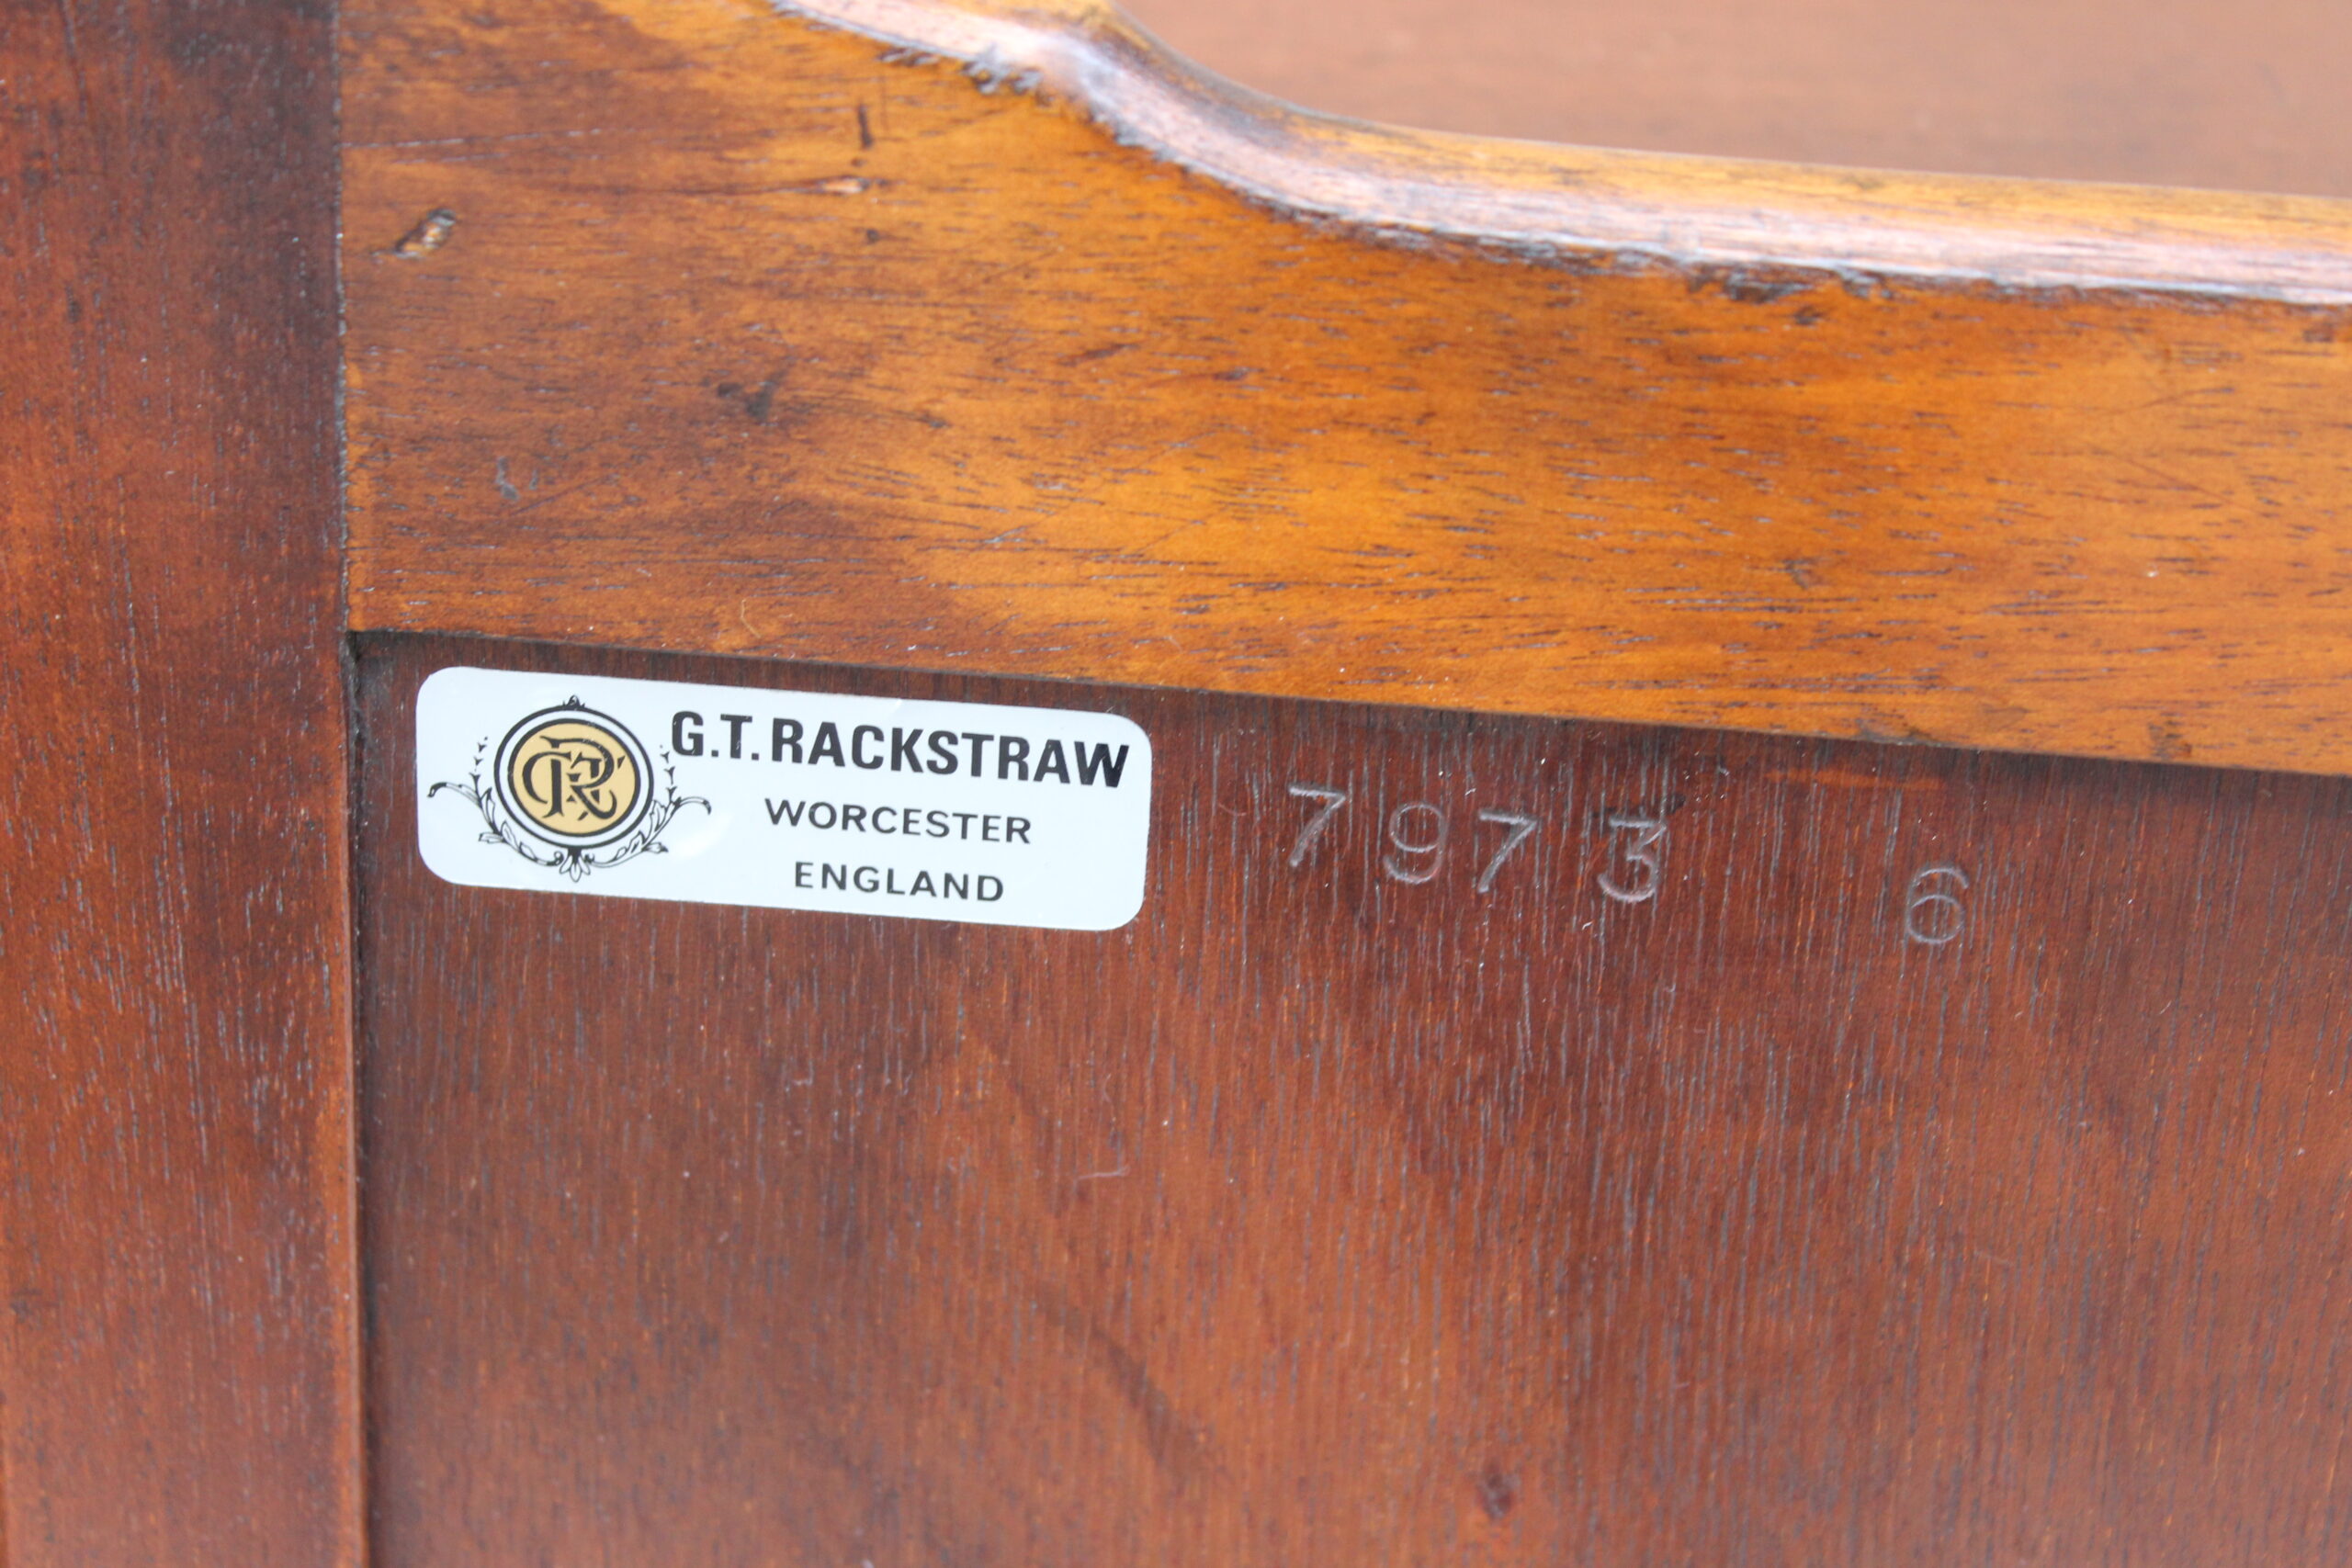 G.T. RACKSTRAW
WORCESTER
ENGLAND
7973 6